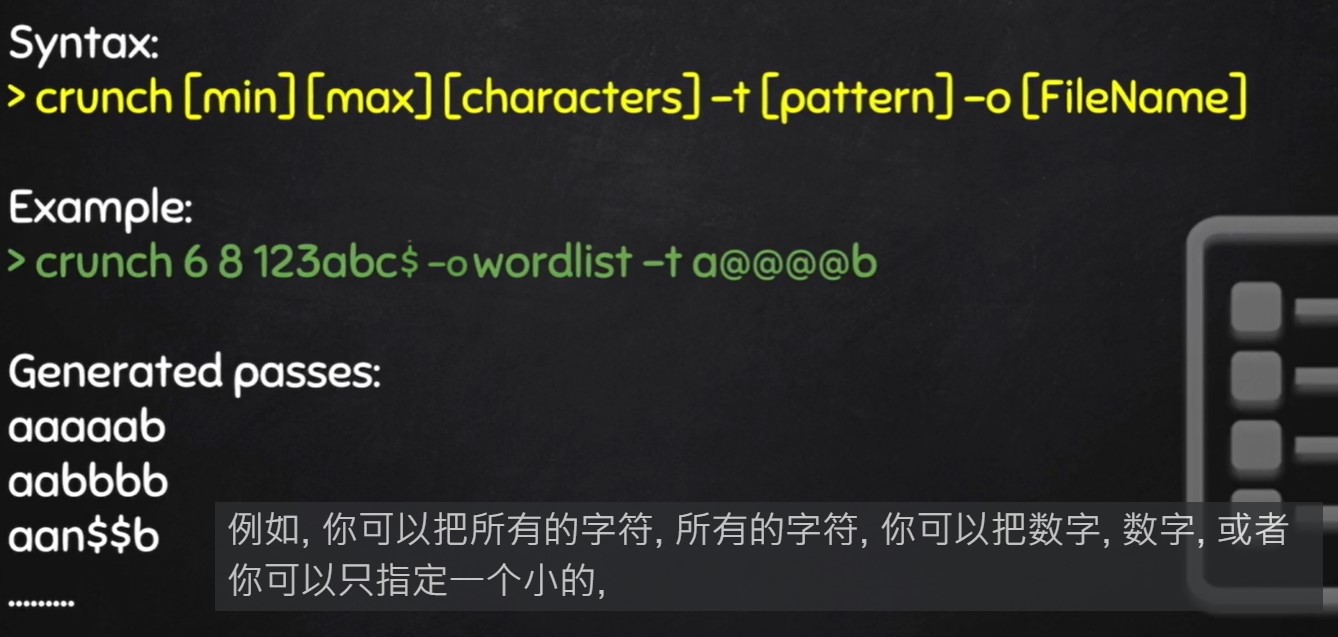 Syntax:
> crunch [min] [max] [characters] -t [pattern] -o [FileName]
Example:
> crunch 6 8 123abc$ -o wordlist -t a@@@@b
Generated passes:
aaaaab
aabbbb
aan$$b
.........
例如, 你可以把所有的字符, 所有的字符, 你可以把数字, 数字, 或者
你可以只指定一个小的,